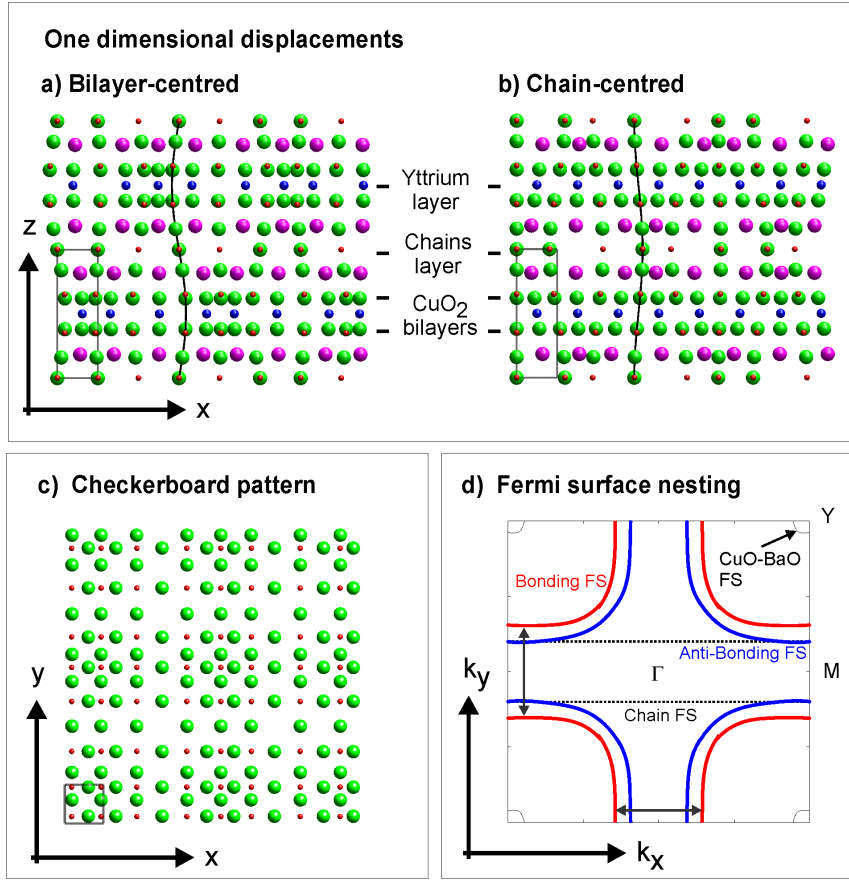 One dimensional displacements
a) Bilayer-centred
b) Chain-centred
Yttrium
layer
Chains
layer
CuO2
bilayers
z
x
c) Checkerboard pattern
y
x
d) Fermi surface nesting
Y
CuO-BaO
FS
Bonding FS
Anti-Bonding FS
ky
Γ
M
Chain FS
kx